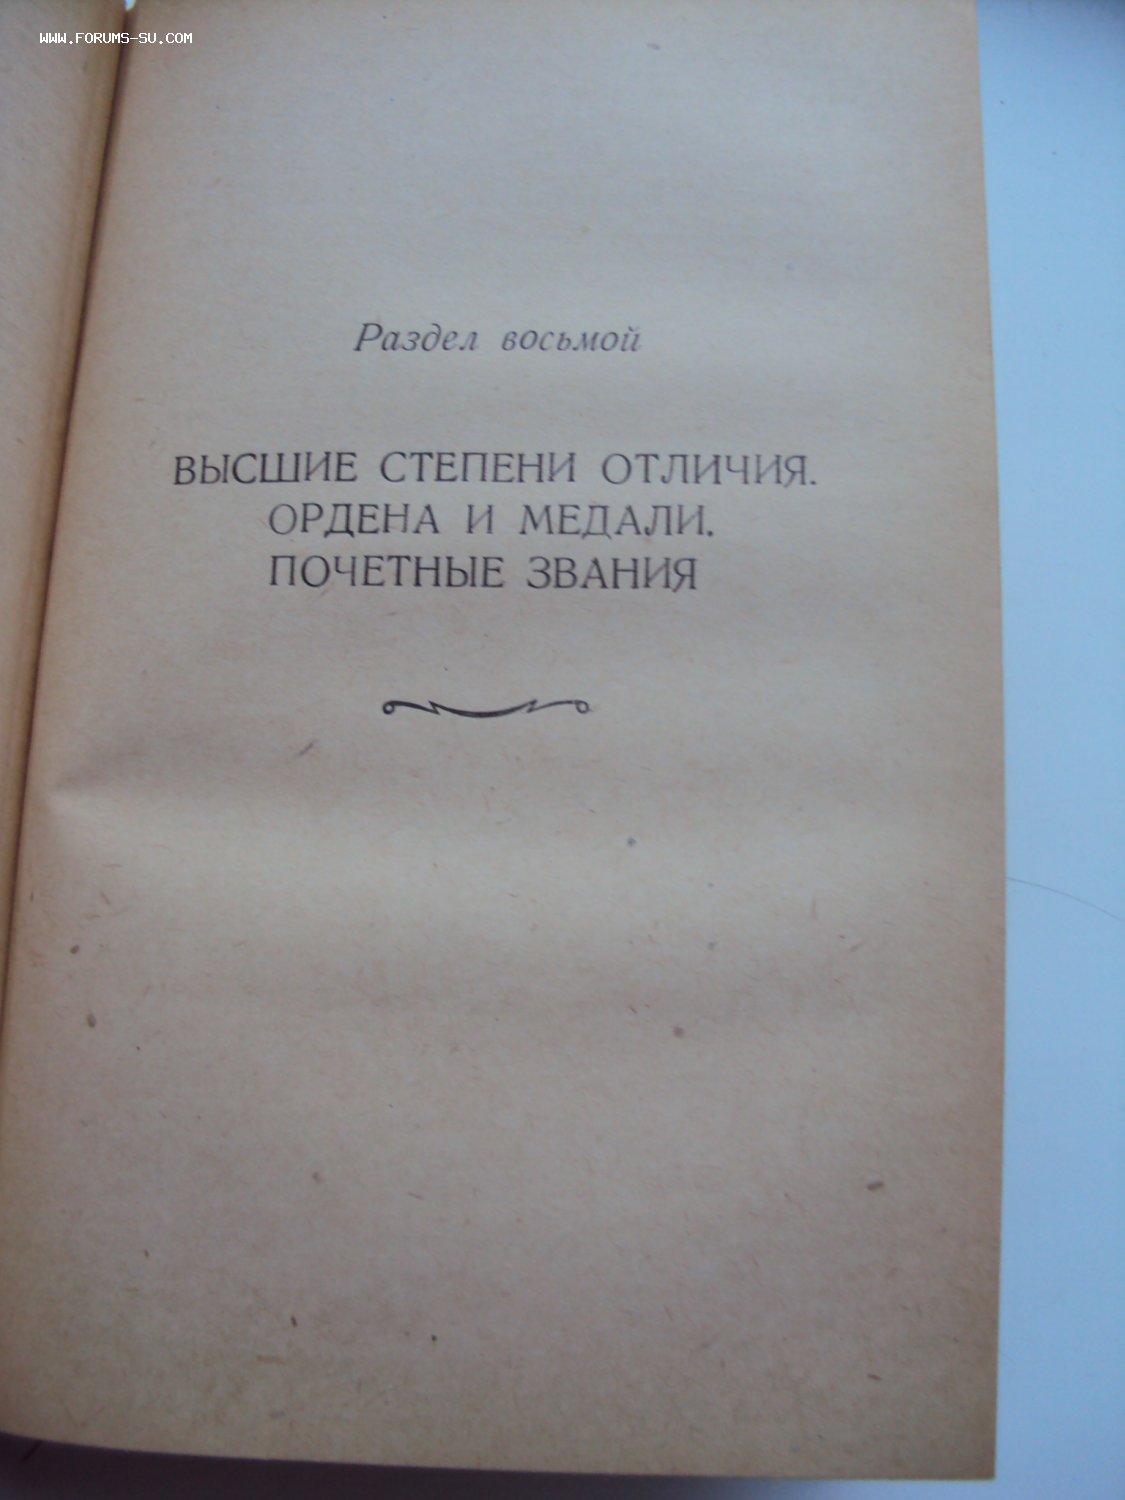 WWW.FORUMS-SU.COM
Раздел восьмой
ВЫСШИЕ СТЕПЕНИ ОТЛИЧИЯ.
ОРДЕНА И МЕДАЛИ.
ПОЧЕТНЫЕ ЗВАНИЯ